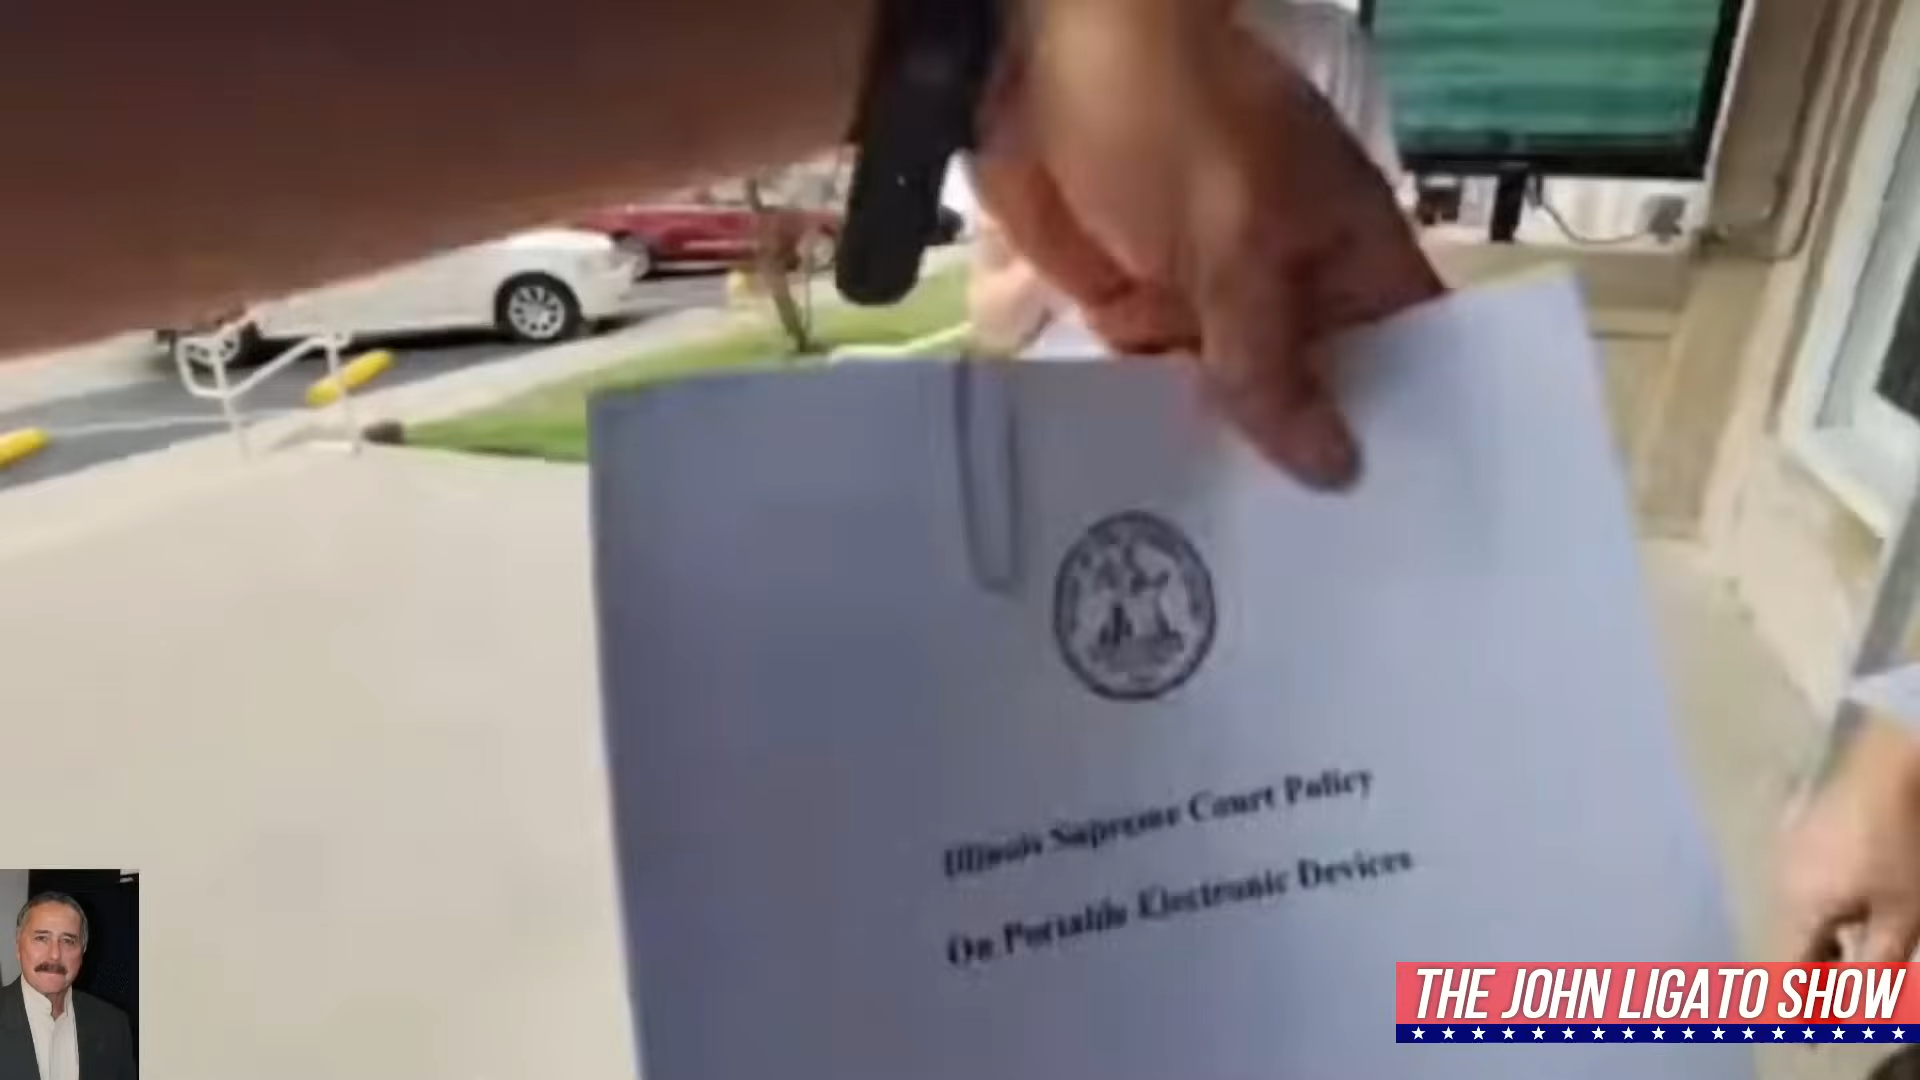 Illinois Supreme Court Policy
On Portable Electronic Devices
THE JOHN LIGATO SHOW